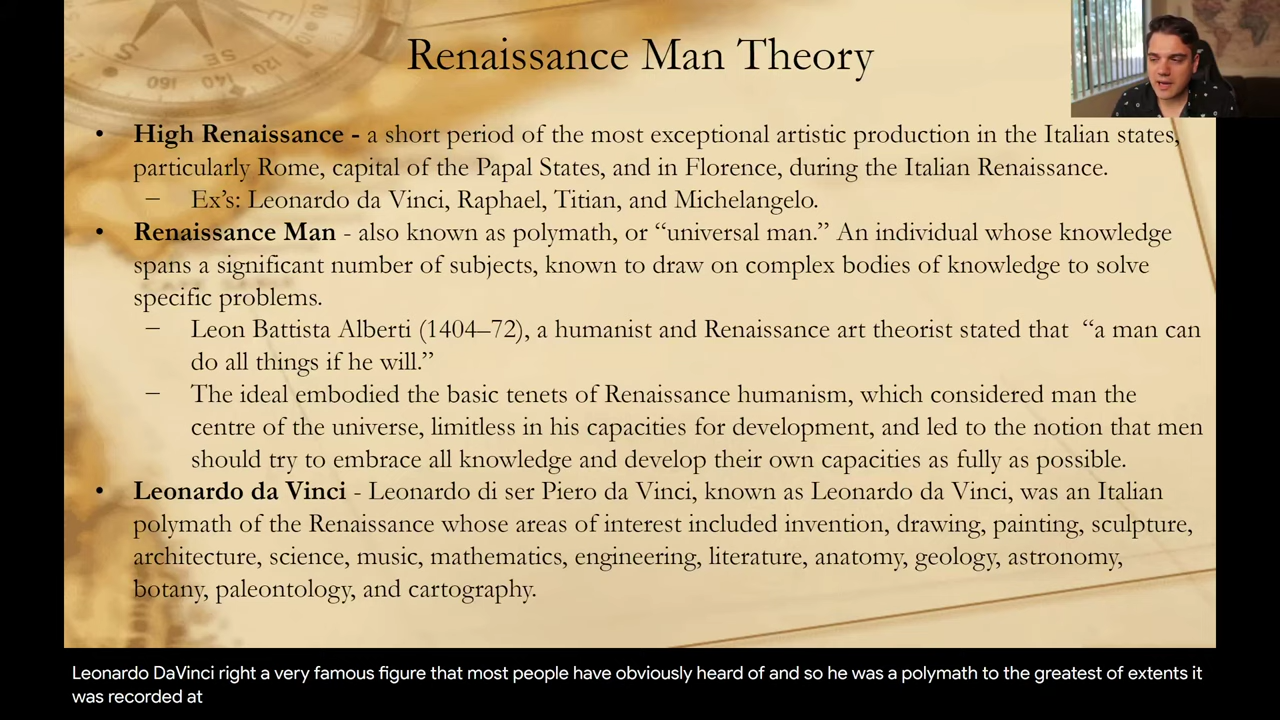 Renaissance Man Theory
SE
120
140
160
S
• High Renaissance - a short period of the most exceptional artistic production in the Italian states,
particularly Rome, capital of the Papal States, and in Florence, during the Italian Renaissance.
– Ex’s: Leonardo da Vinci, Raphael, Titian, and Michelangelo.
• Renaissance Man - also known as polymath, or “universal man.” An individual whose knowledge
spans a significant number of subjects, known to draw on complex bodies of knowledge to solve
specific problems.
– Leon Battista Alberti (1404–72), a humanist and Renaissance art theorist stated that “a man can
do all things if he will.”
– The ideal embodied the basic tenets of Renaissance humanism, which considered man the
centre of the universe, limitless in his capacities for development, and led to the notion that men
should try to embrace all knowledge and develop their own capacities as fully as possible.
• Leonardo da Vinci - Leonardo di ser Piero da Vinci, known as Leonardo da Vinci, was an Italian
polymath of the Renaissance whose areas of interest included invention, drawing, painting, sculpture,
architecture, science, music, mathematics, engineering, literature, anatomy, geology, astronomy,
botany, paleontology, and cartography.
Leonardo DaVinci right a very famous figure that most people have obviously heard of and so he was a polymath to the greatest of extents it
was recorded at